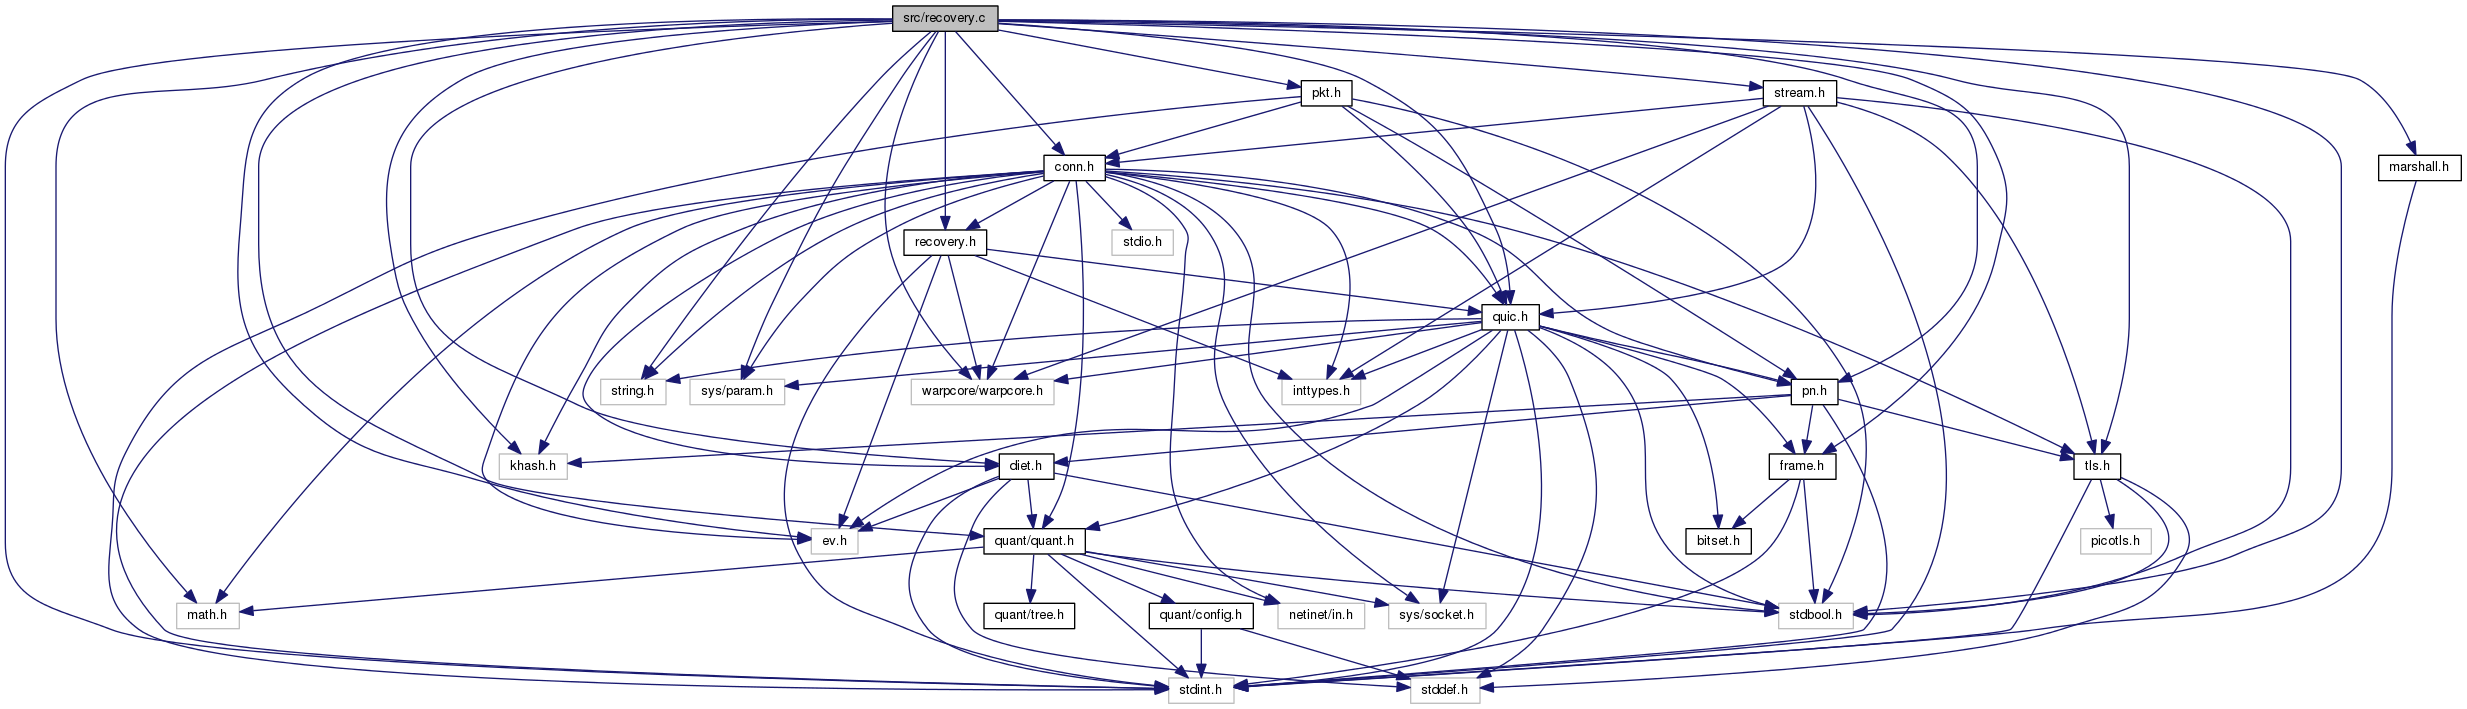 src/recovery.c
pkt.h
stream.h
conn.h
marshall.h
recovery.h
stdio.h
quic.h
string.h
sys/param.h
warpcore/warpcore.h
inttypes.h
pn.h
khash.h
diet.h
frame.h
tls.h
ev.h
quant/quant.h
bitset.h
picotls.h
math.h
quant/tree.h
quant/config.h
netinet/in.h
sys/socket.h
stdbool.h
stdint.h
stddef.h